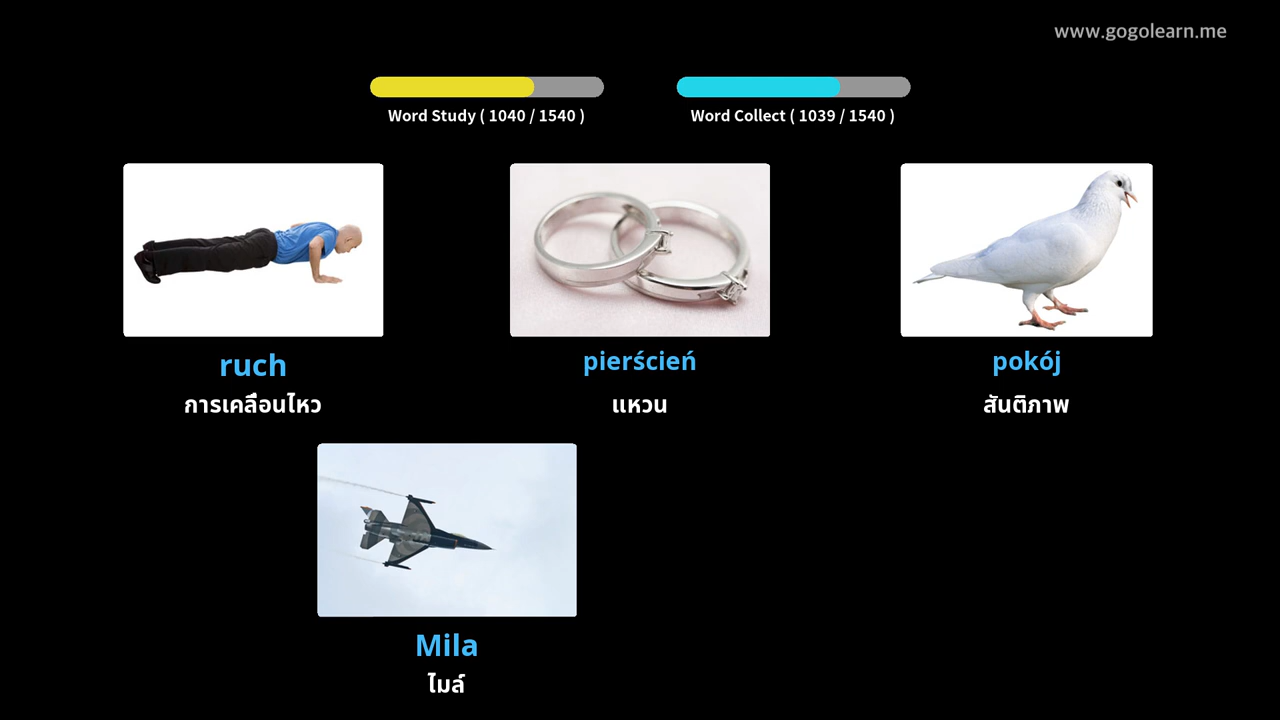 www.gogolearn.me
Word Study ( 1040 / 1540 )
Word Collect ( 1039 / 1540 )
ruch
การเคลื่อนไหว
pierścień
แหวน
pokój
สันติภาพ
Mila
ไมล์